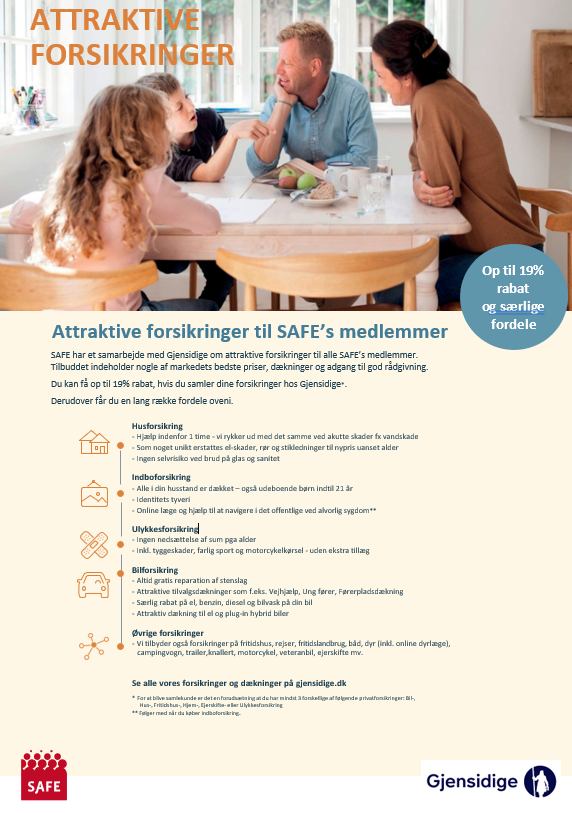 ATTRAKTIVE
FORSIKRINGER
Op til 19%
rabat
og særlige
fordele
Attraktive forsikringer til SAFE's medlemmer
SAFE har et samarbejde med Gjensidige om attraktive forsikringer til alle SAFE's medlemmer.
Tilbuddet indeholder nogle af markedets bedste priser, dækninger og adgang til god rådgivning.
Du kan få op til 19% rabat, hvis du samler dine forsikringer hos Gjensidige*.
Derudover får du en lang række fordele oveni.
Husforsikring
- Hjælp indenfor 1 time - vi rykker ud med det samme ved akutte skader fx vandskade
- Som noget unikt erstattes el-skader, rør og stikledninger til nypris uanset alder
- Ingen selvrisiko ved brud på glas og sanitet
Indboforsikring
- Alle i din husstand er dækket – også udeboende børn indtil 21 år
- Identitets tyveri
- Online læge og hjælp til at navigere i det offentlige ved alvorlig sygdom**
Ulykkesforsikring
- Ingen nedsættelse af sum pga alder
- Inkl. tyggeskader, farlig sport og motorcykelkørsel - uden ekstra tillæg
Bilforsikring
- Altid gratis reparation af stenslag
- Attraktive tilvalgsdækninger som f.eks. Vejhjælp, Ung fører, Førerpladsdækning
- Særlig rabat på el, benzin, diesel og bilvask på din bil
- Attraktiv dækning til el og plug-in hybrid biler
Øvrige forsikringer
- Vi tilbyder også forsikring på fritidshus, rejser, fritidslandbrug, båd, dyr (inkl. online dyrlæge),
campingvogn, trailer,knallert, motorcykel, veteranbil, ejerskifte mv.
Se alle vores forsikringer og dækninger på gjensidige.dk
* For at blive samlekunde er det en forudsætning at du har mindst 3 forskellige af følgende privatforsikringer: Bil-,
Hus-, Fritidshus-, Hjem-, Ejerskifte- eller Ulykkesforsikring
** Følger med når du køber indboforsikring.
SAFE
Gjensidige